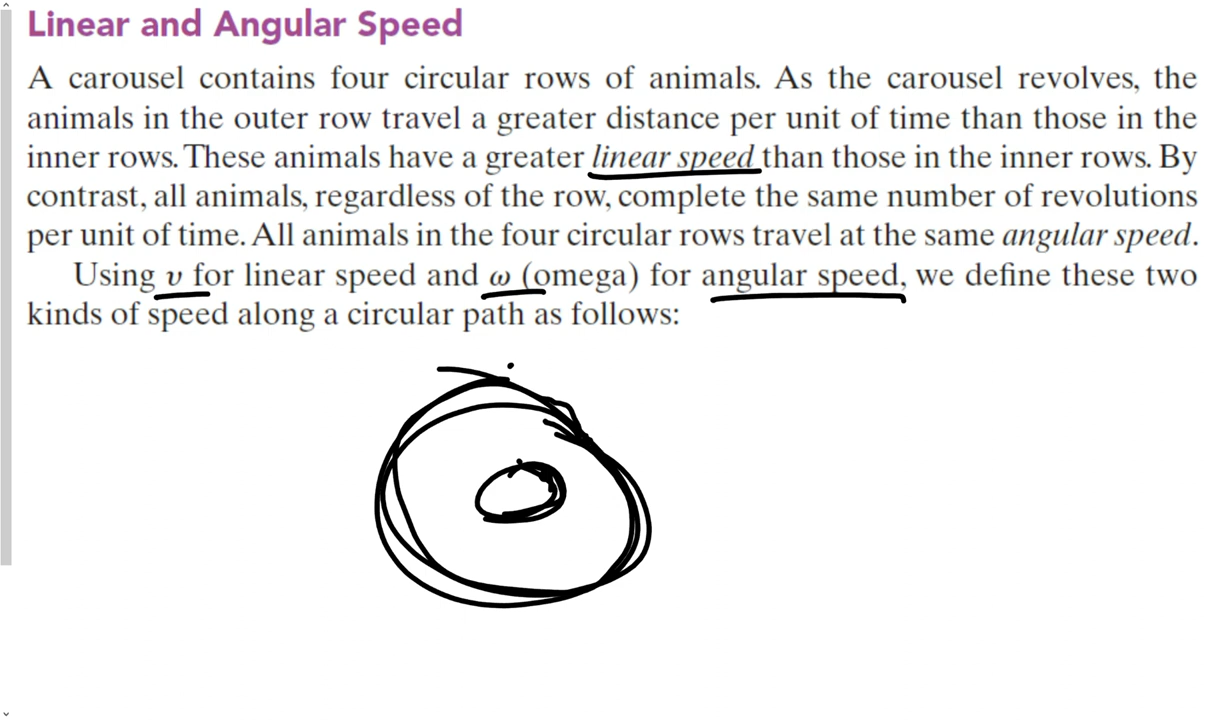 Linear and Angular Speed
A carousel contains four circular rows of animals. As the carousel revolves, the
animals in the outer row travel a greater distance per unit of time than those in the
inner rows. These animals have a greater linear speed than those in the inner rows. By
contrast, all animals, regardless of the row, complete the same number of revolutions
per unit of time. All animals in the four circular rows travel at the same angular speed.
Using υ for linear speed and ω (omega) for angular speed, we define these two
kinds of speed along a circular path as follows: